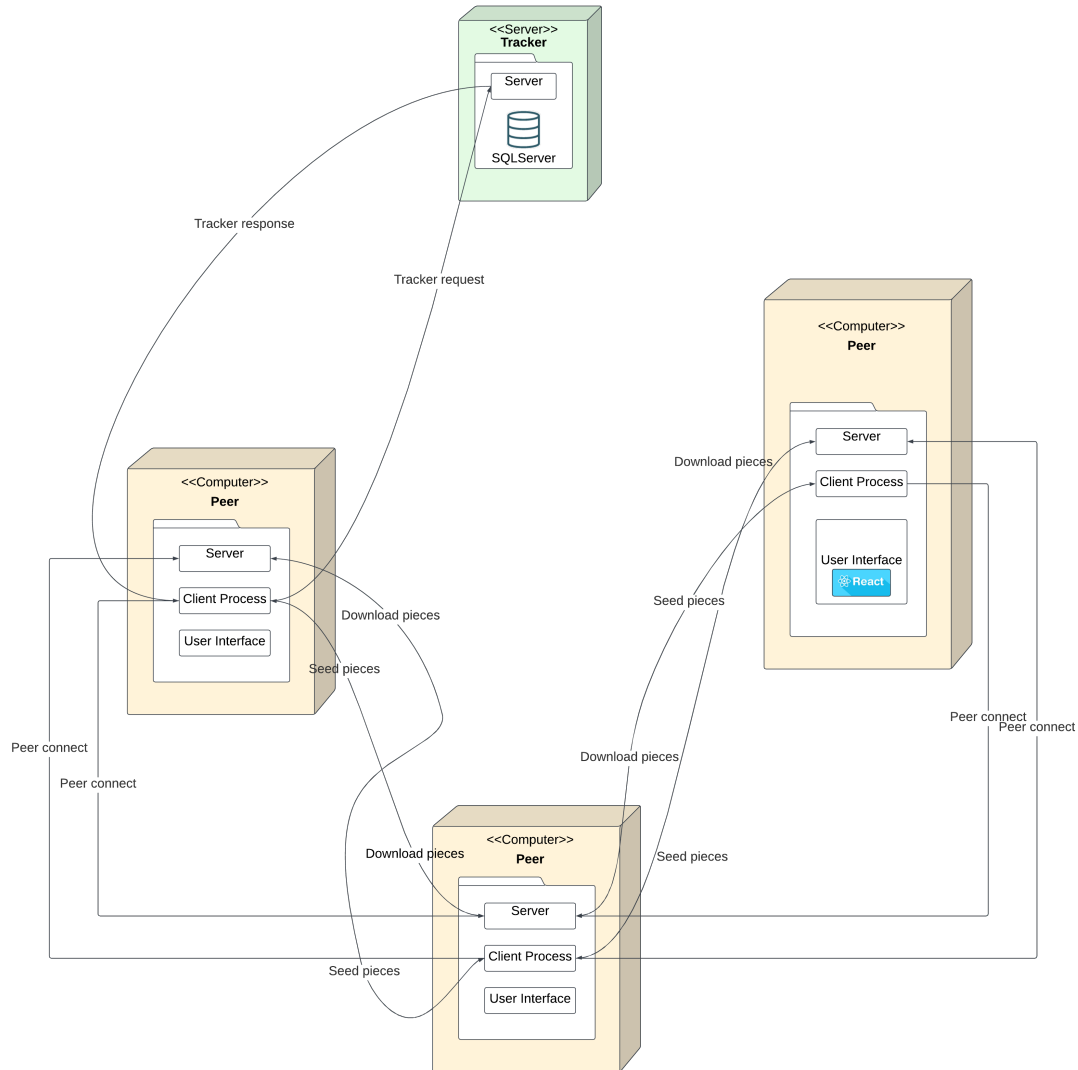 <<Server>>
Tracker
Server
SQLServer
Tracker response
Tracker request
<<Computer>>
Peer
Server
Client Process
User Interface
React
Download pieces
Seed pieces
<<Computer>>
Peer
Server
Client Process
User Interface
Download pieces
Seed pieces
Peer connect
Peer connect
Peer connect
Peer connect
Download pieces
Seed pieces
<<Computer>>
Peer
Server
Client Process
User Interface
Download pieces
Seed pieces